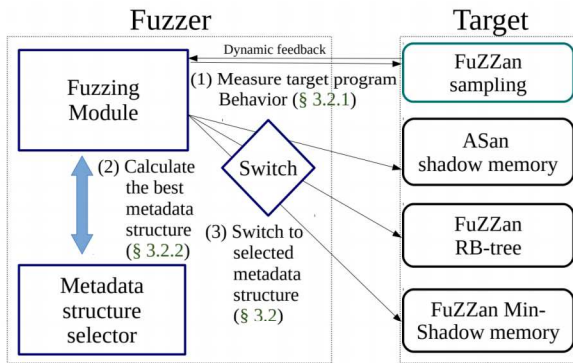 Fuzzer
Target
Dynamic feedback
Fuzzing
Module
(1) Measure target program
Behavior (§ 3.2.1)
FuZZan
sampling
Switch
ASan
shadow memory
(2) Calculate
the best
metadata
structure
(§ 3.2.2)
(3) Switch to
selected
metadata
structure
(§ 3.2)
FuZZan
RB-tree
Metadata
structure
selector
FuZZan Min-
Shadow memory